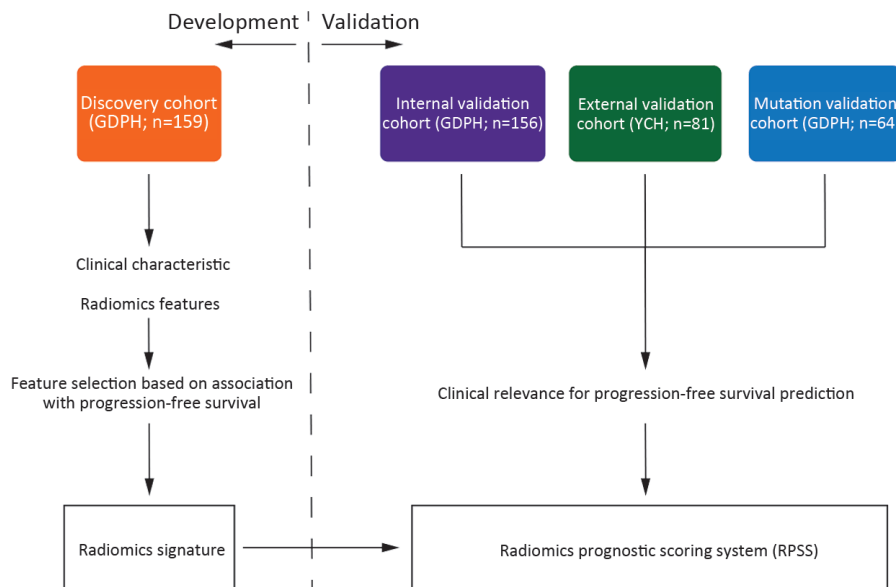 Development
Validation
Discovery cohort
(GDPH; n=159)
Internal validation
cohort (GDPH; n=156)
External validation
cohort (YCH; n=81)
Mutation validation
cohort (GDPH; n=64
Clinical characteristic
Radiomics features
Feature selection based on association
with progression-free survival
Clinical relevance for progression-free survival prediction
Radiomics signature
Radiomics prognostic scoring system (RPSS)